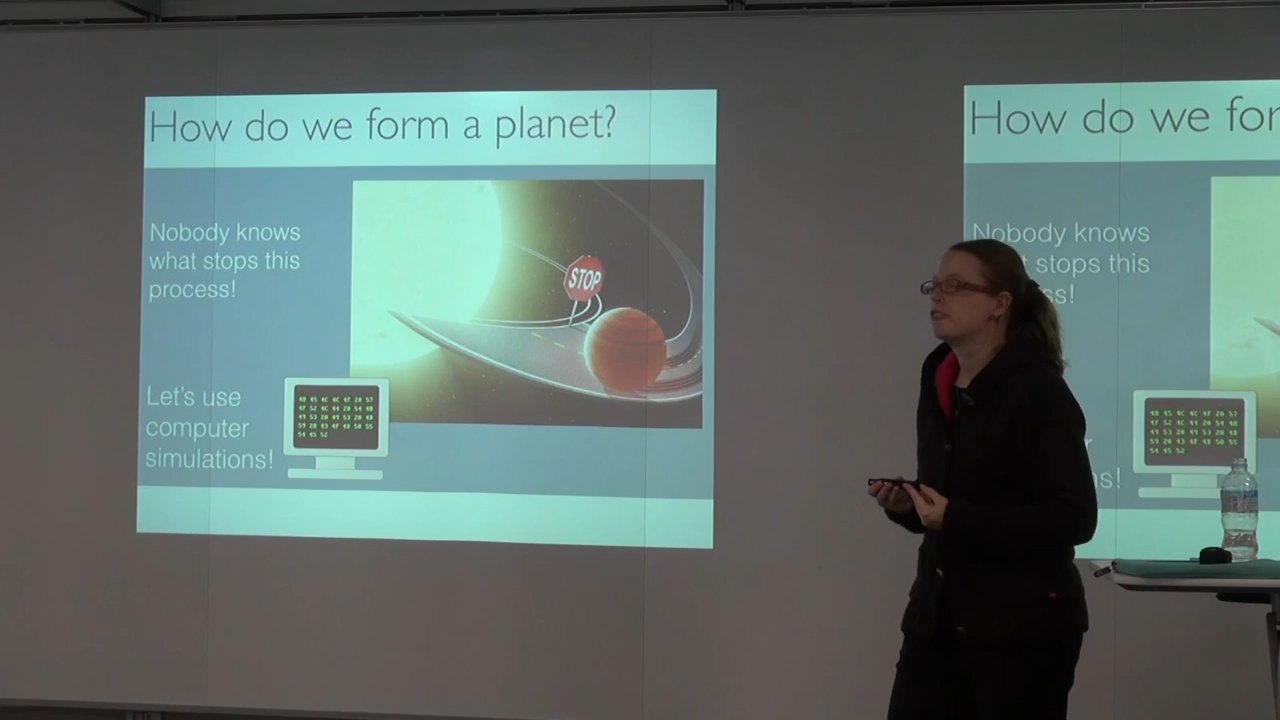 How do we form a planet?
Nobody knows
what stops this
process!
STOP
Let's use
computer
simulations!
How do we for
Nobody knows
t stops this
ss!
r
ns!